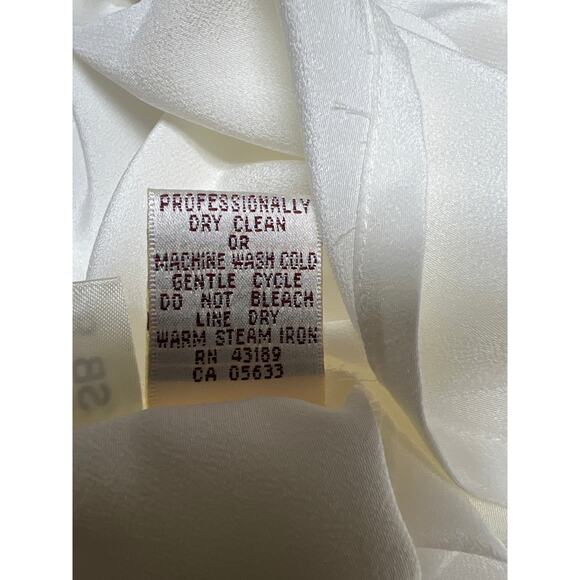 PROFESSIONALLY
DRY CLEAN
OR
MACHINE WASH COLD
GENTLE CYCLE
DO NOT BLEACH
LINE DRY
WARM STEAM IRON
RN 43189
CA 05633